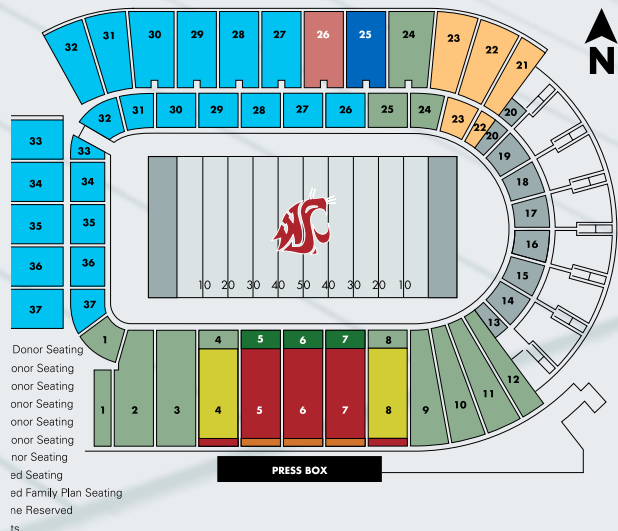 32 31 30 29 28 27 26 25 24 23 22 21
N
32 31 30 29 28 27 26 25 24 23 22 20
20
33 33 19
34 34 18
35 35 17
36 36 16
37 37 15
14
13
10 20 30 40 50 40 30 20 10
1 4 5 6 7 8
1 2 3 4 5 6 7 8 9 10 11 12
Donor Seating
onor Seating
onor Seating
onor Seating
onor Seating
onor Seating
nor Seating
ed Seating
ed Family Plan Seating
ne Reserved
ts
PRESS BOX